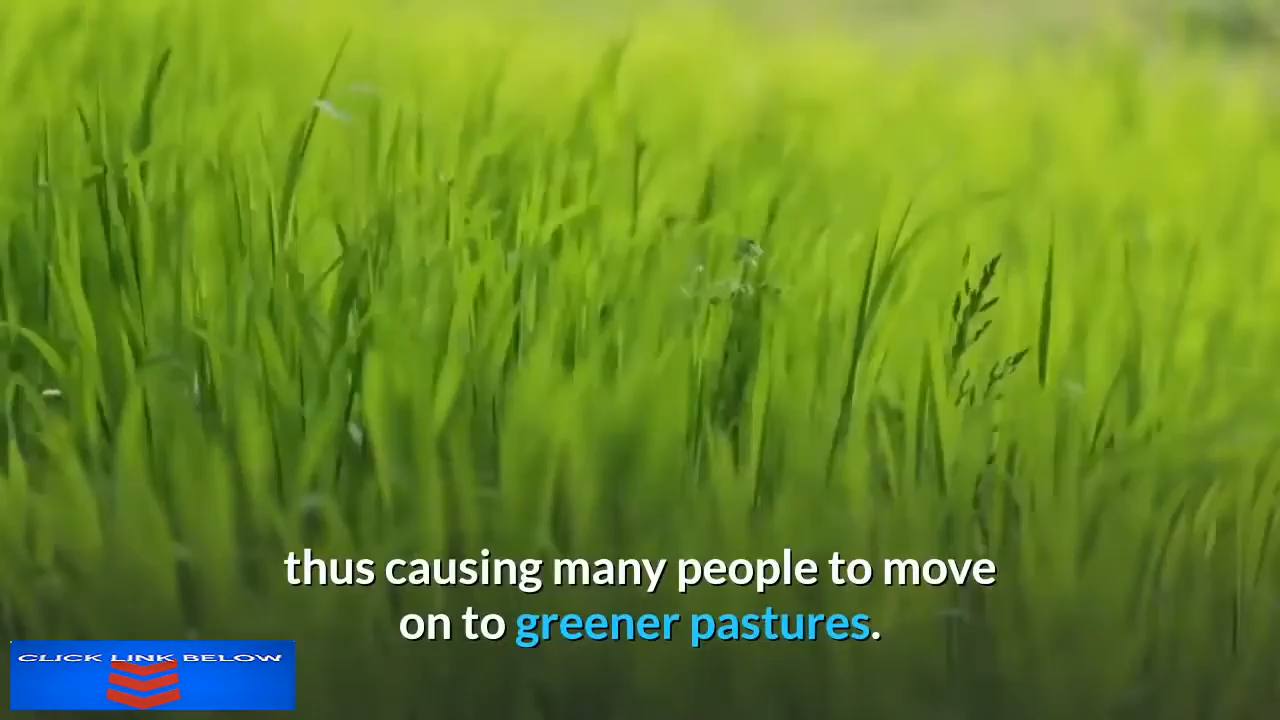 thus causing many people to move
on to greener pastures.
CLICK LINK BELOW